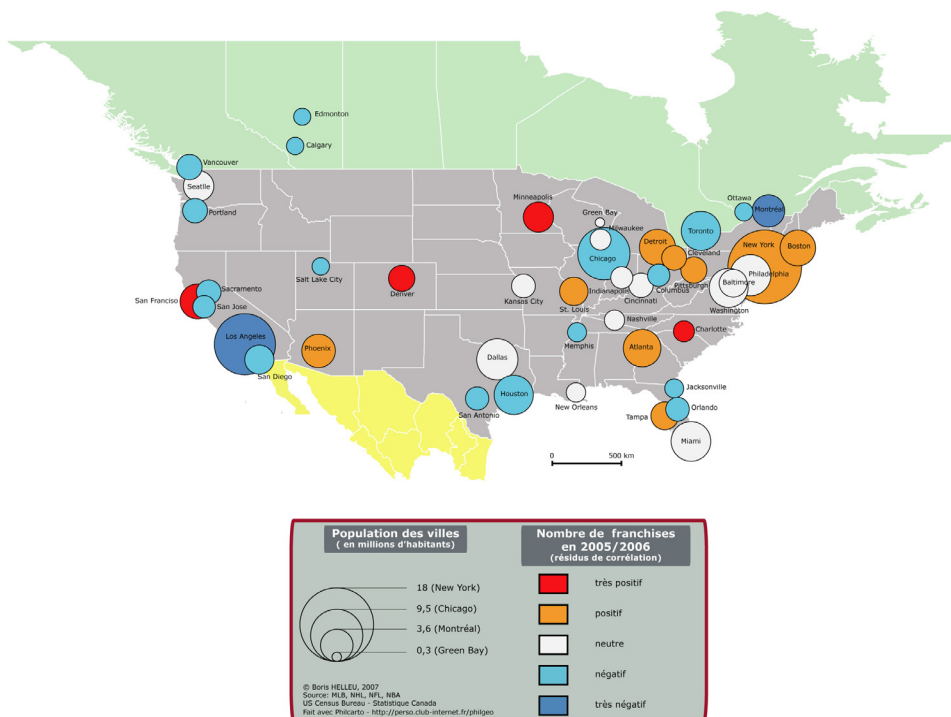 Edmonton
Calgary
Vancouver
Seatlle
Portland
Minneapolis
Green Bay
Milwaukee
Ottawa
Montréal
Toronto
Detroit
Cleveland
New York
Boston
Chicago
Salt Lake City
Denver
Sacramento
San Franciso
San Jose
Kansas City
St. Louis
Indianapolis
Cincinnati
Columbus
Pittsburgh
Philadelphia
Baltimore
Washington
Nashville
Charlotte
Los Angeles
Phoenix
San Diego
Memphis
Atlanta
Dallas
Houston
San Antonio
New Orleans
Jacksonville
Orlando
Tampa
Miami
0 500 km
Population des villes
( en millions d'habitants)
18 (New York)
9,5 (Chicago)
3,6 (Montréal)
0,3 (Green Bay)
© Boris HELLEU, 2007
Source: MLB, NHL, NFL, NBA
US Census Bureau - Statistique Canada
Fait avec Philcarto - http://perso.club-internet.fr/philgeo
Nombre de franchises
en 2005/2006
(résidus de corrélation)
très positif
positif
neutre
négatif
très négatif